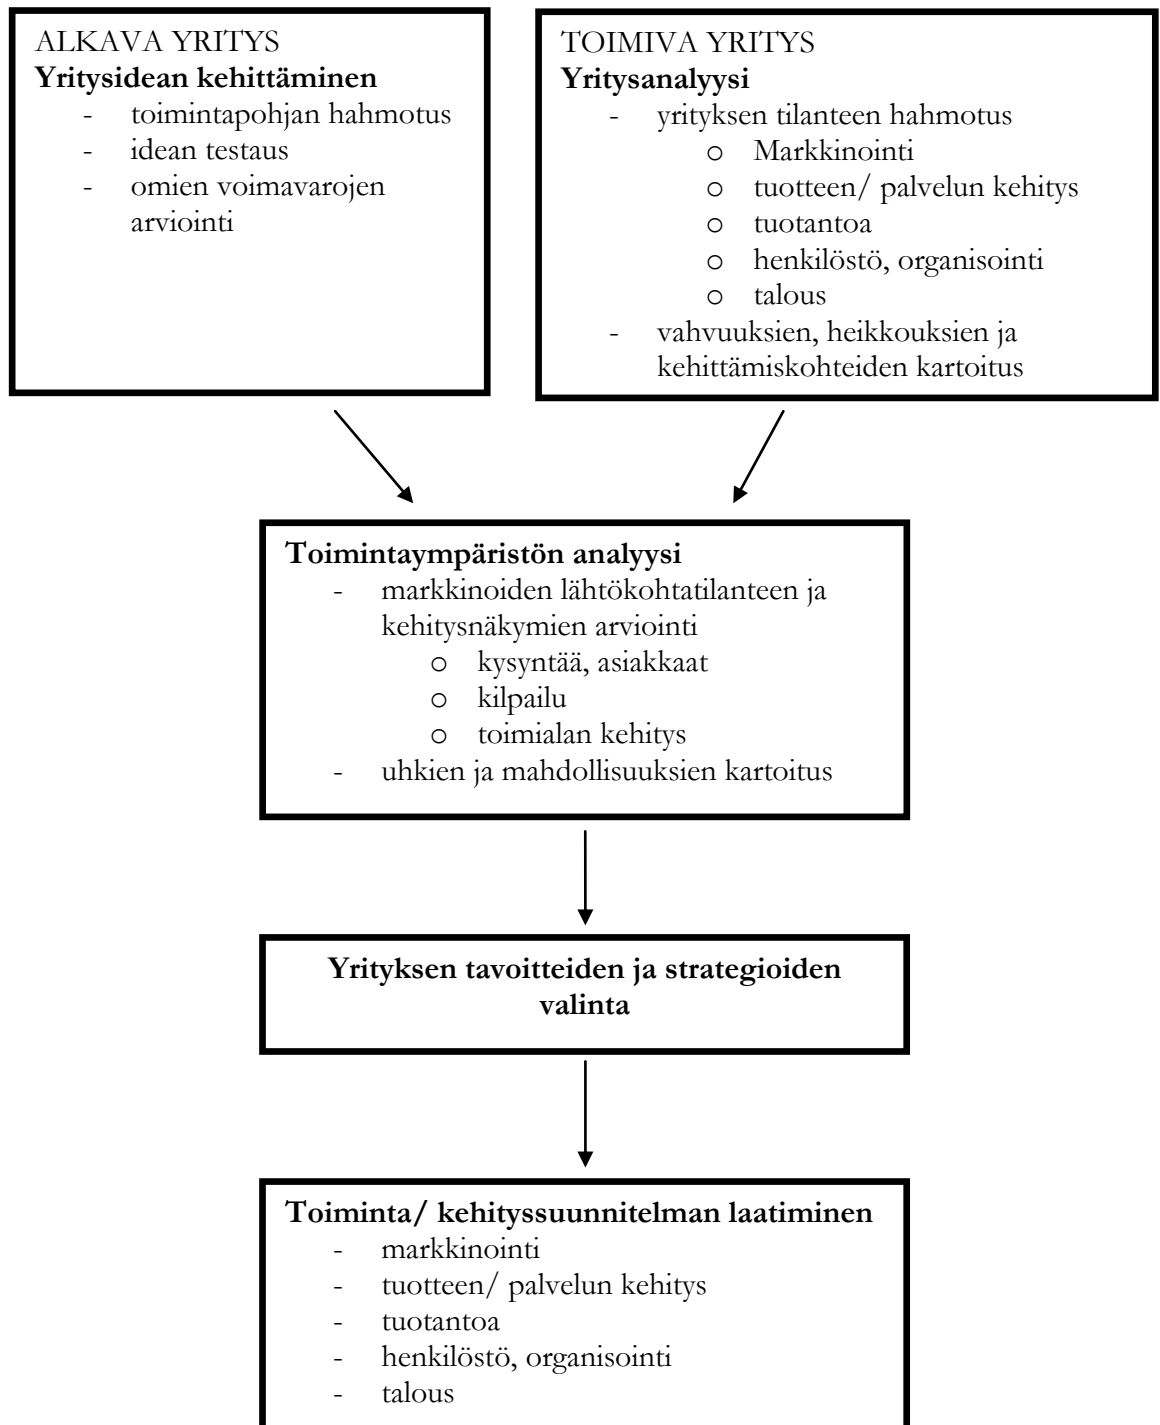 ALKAVA YRITYS
Yritysidean kehittäminen
- toimintapohjan hahmotus
- idean testaus
- omien voimavarojen
arviointi
TOIMIVA YRITYS
Yritysanalyysi
- yrityksen tilanteen hahmotus
o Markkinointi
o tuotteen/ palvelun kehitys
o tuotantoa
o henkilöstö, organisointi
o talous
- vahvuuksien, heikkouksien ja
kehittämiskohteiden kartoitus
Toimintaympäristön analyysi
- markkinoiden lähtökohtatilanteen ja
kehitysnäkymien arviointi
o kysyntää, asiakkaat
o kilpailu
o toimialan kehitys
- uhkien ja mahdollisuuksien kartoitus
Yrityksen tavoitteiden ja strategioiden
valinta
Toiminta/ kehityssuunnitelman laatiminen
- markkinointi
- tuotteen/ palvelun kehitys
- tuotantoa
- henkilöstö, organisointi
- talous